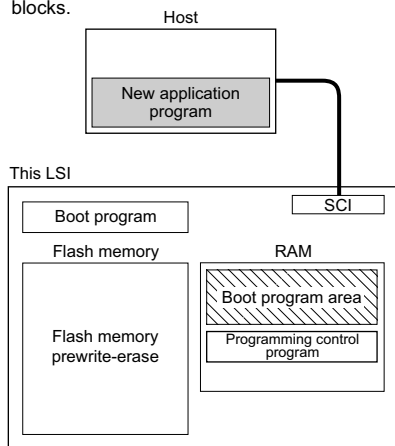 blocks.
Host
New application
program
This LSI
SCI
Boot program
Flash memory
RAM
Boot program area
Flash memory
prewrite-erase
Programming control
program